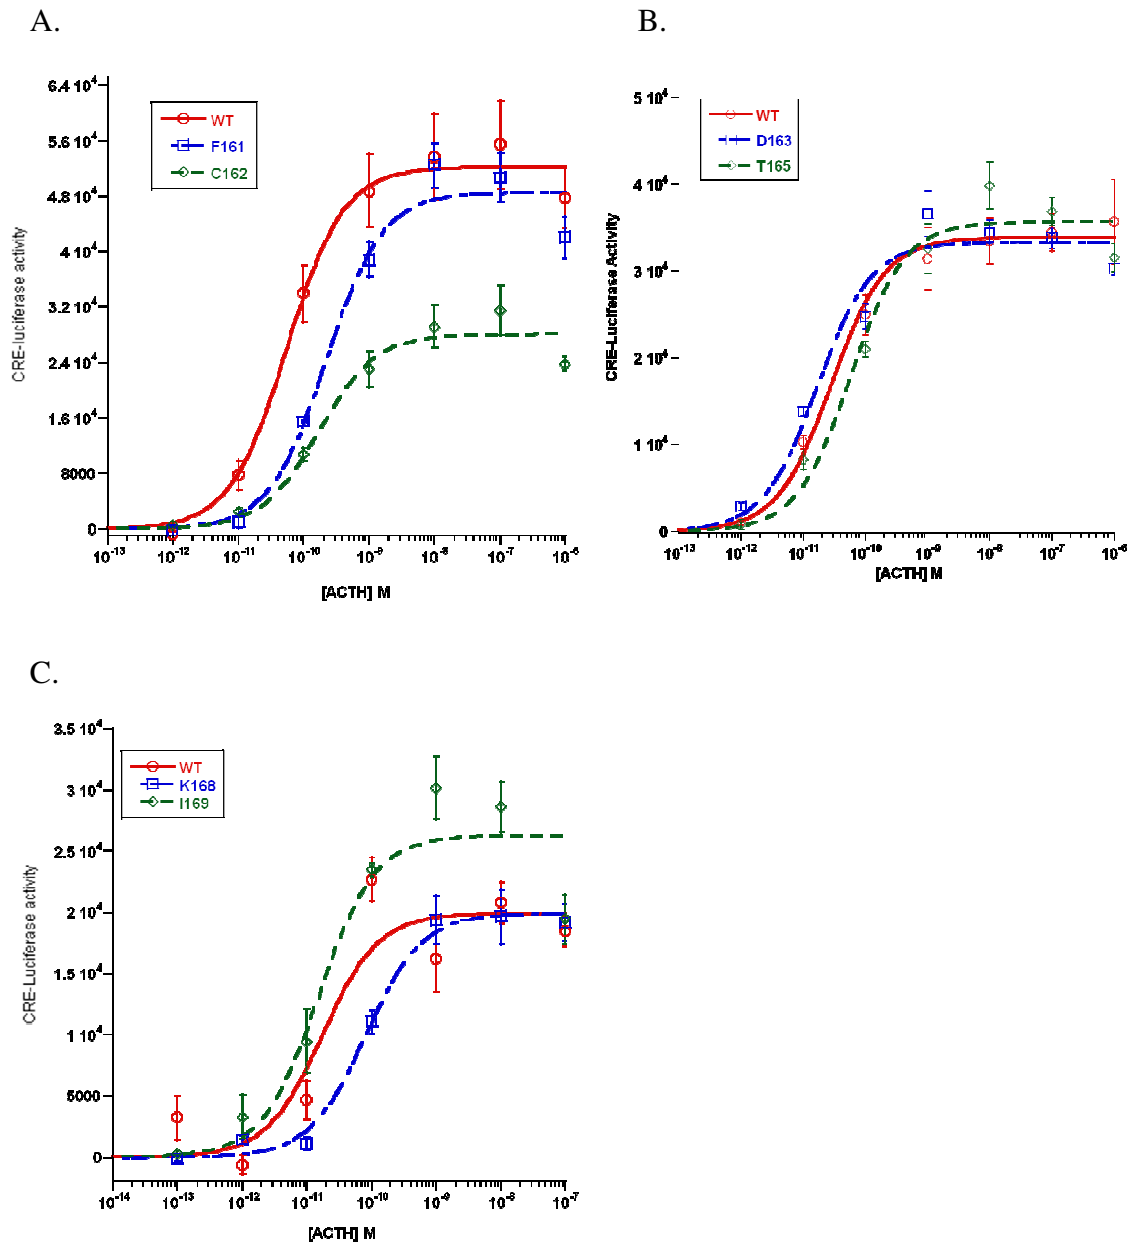 A.
CRE-luciferase activity
6.4 10⁴
5.6 10⁴
4.8 10⁴
4 10⁴
3.2 10⁴
2.4 10⁴
1.6 10⁴
8000
0
WT
F161
C162
10⁻¹³ 10⁻¹² 10⁻¹¹ 10⁻¹⁰ 10⁻⁹ 10⁻⁸ 10⁻⁷ 10⁻⁶
[ACTH] M
B.
CRE-Luciferase Activity
5 10⁴
4 10⁴
3 10⁴
2 10⁴
1 10⁴
0
WT
D163
T165
10⁻¹³ 10⁻¹² 10⁻¹¹ 10⁻¹⁰ 10⁻⁹ 10⁻⁸ 10⁻⁷ 10⁻⁶
[ACTH] M
C.
CRE-Luciferase activity
3.5 10⁴
3 10⁴
2.5 10⁴
2 10⁴
1.5 10⁴
1 10⁴
5000
0
WT
K168
I169
10⁻¹⁴ 10⁻¹³ 10⁻¹² 10⁻¹¹ 10⁻¹⁰ 10⁻⁹ 10⁻⁸ 10⁻⁷
[ACTH] M